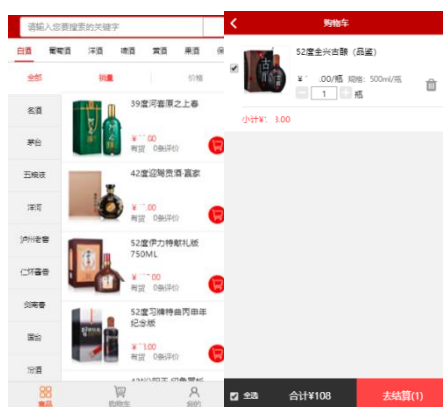 请输入您要搜索的关键字
白酒 葡萄酒 洋酒 啤酒 黄酒 果酒
全部 销量 价格
名酒
茅台
五粮液
洋河
泸州老窖
仁怀酱香
剑南春
国台
汾酒
39度河套原之上春
有货 0条评价
42度迎驾贡酒·赢家
有货 0条评价
52度伊力特献礼版
750ML
有货 0条评价
52度习牌特曲丙申年
纪念版
有货 0条评价
商品 购物车 我的
购物车
52度全兴古酿（品鉴）
.00/瓶 规格: 500ml/瓶
1 瓶
小计¥
全选 合计¥108 去结算(1)